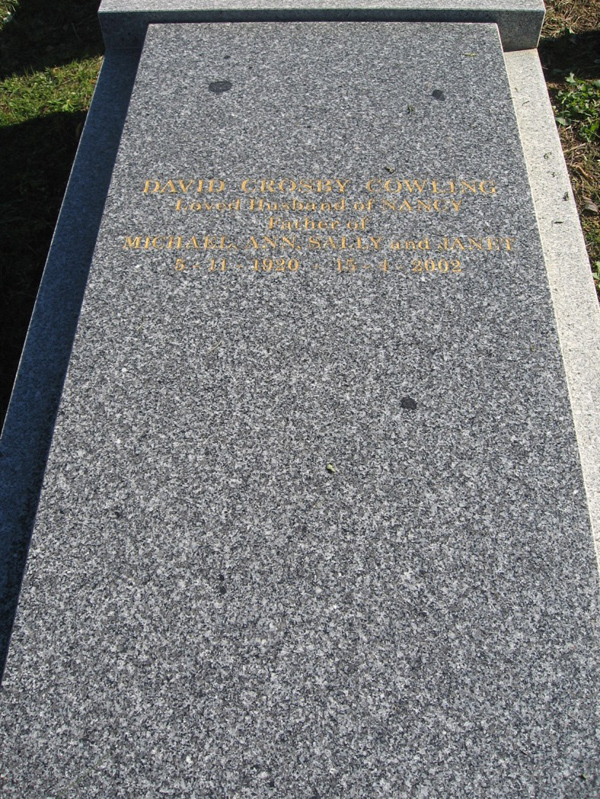 DAVID CROSBY COWLING
Loved Husband of NANCY
Father of
MICHAEL, ANN, SALLY and JANET
5 - 11 - 1920 - 15 - 4 - 2002